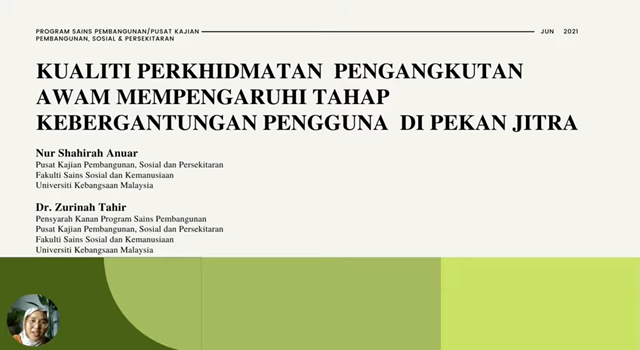 PROGRAM SAINS PEMBANGUNAN/PUSAT KAJIAN
PEMBANGUNAN, SOSIAL & PERSEKITARAN
JUN 2021
KUALITI PERKHIDMATAN PENGANGKUTAN
AWAM MEMPENGARUHI TAHAP
KEBERGANTUNGAN PENGGUNA DI PEKAN JITRA
Nur Shahirah Anuar
Pusat Kajian Pembangunan, Sosial dan Persekitaran
Fakulti Sains Sosial dan Kemanusiaan
Universiti Kebangsaan Malaysia
Dr. Zurinah Tahir
Pensyarah Kanan Program Sains Pembangunan
Pusat Kajian Pembangunan, Sosial dan Persekitaran
Fakulti Sains Sosial dan Kemanusiaan
Universiti Kebangsaan Malaysia